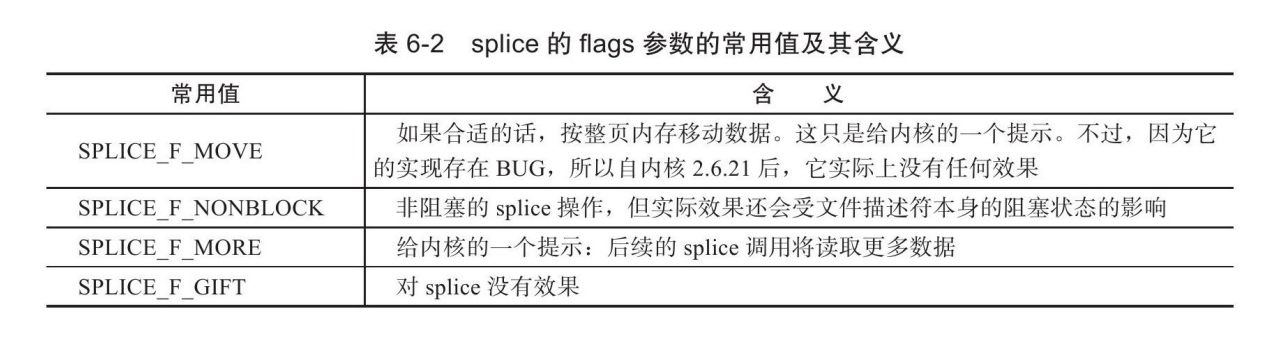 表 6-2 splice 的 flags 参数的常用值及其含义
常用值 含 义
SPLICE_F_MOVE 如果合适的话，按整页内存移动数据。这只是给内核的一个提示。不过，因为它
的实现存在 BUG，所以自内核 2.6.21 后，它实际上没有任何效果
SPLICE_F_NONBLOCK 非阻塞的 splice 操作，但实际效果还会受文件描述符本身的阻塞状态的影响
SPLICE_F_MORE 给内核的一个提示：后续的 splice 调用将读取更多数据
SPLICE_F_GIFT 对 splice 没有效果